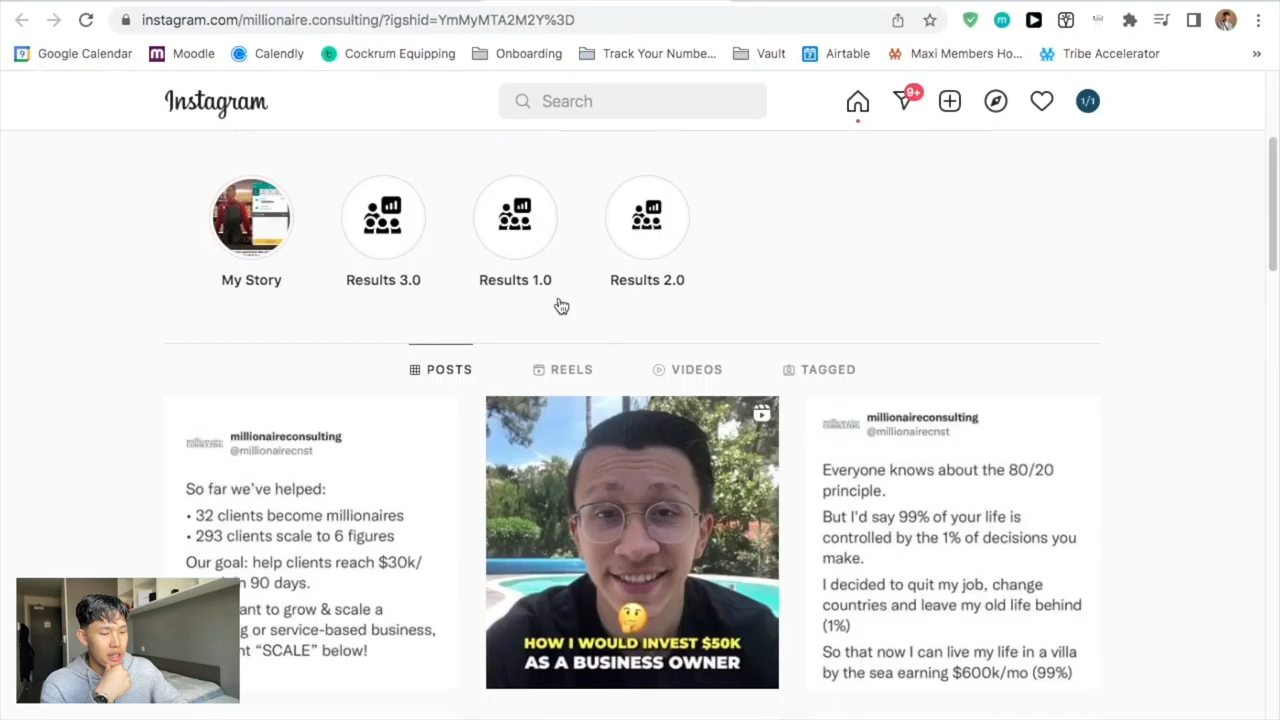 instagram.com/millionaire.consulting/?igshid=YmMyMTA2M2Y%3D
9 Google Calendar
m Moodle
Calendly
Cockrum Equipping
Onboarding
Track Your Numbe...
Vault
Airtable
Maxi Members Ho...
Tribe Accelerator
»
Instagram
Search
9+
1/1
My Story
Results 3.0
Results 1.0
Results 2.0
POSTS
REELS
VIDEOS
TAGGED
millionaire
CONSULTING
millionaireconsulting
@millionairecnst
So far we've helped:
• 32 clients become millionaires
• 293 clients scale to 6 figures
Our goal: help clients reach $30k/
90 days.
ant to grow & scale a
g or service-based business,
nt "SCALE" below!
HOW I WOULD INVEST $50K
AS A BUSINESS OWNER
millionaire
CONSULTING
millionaireconsulting
@millionairecnst
Everyone knows about the 80/20
principle.
But I'd say 99% of your life is
controlled by the 1% of decisions you
make.
I decided to quit my job, change
countries and leave my old life behind
(1%)
So that now I can live my life in a villa
by the sea earning $600k/mo (99%)